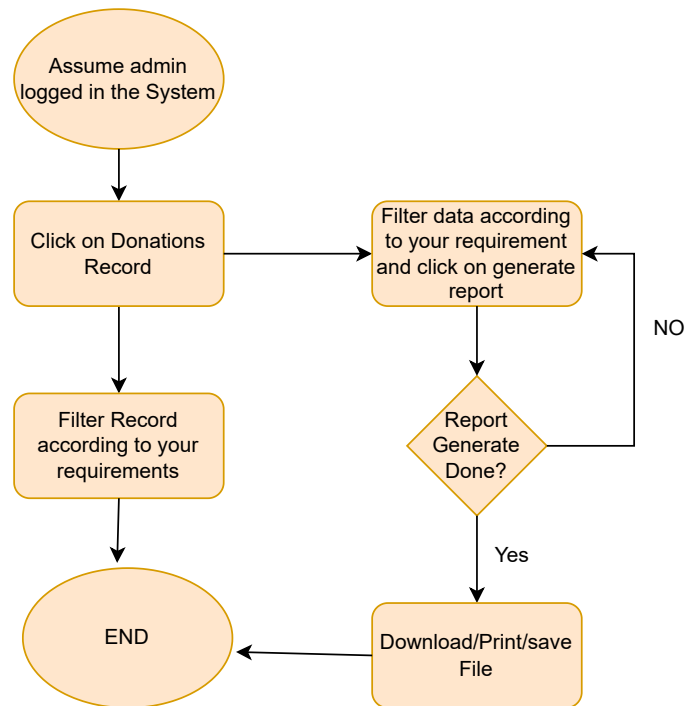 Assume admin
logged in the System
Click on Donations
Record
Filter data according
to your requirement
and click on generate
report
NO
Filter Record
according to your
requirements
Report
Generate
Done?
Yes
END
Download/Print/save
File